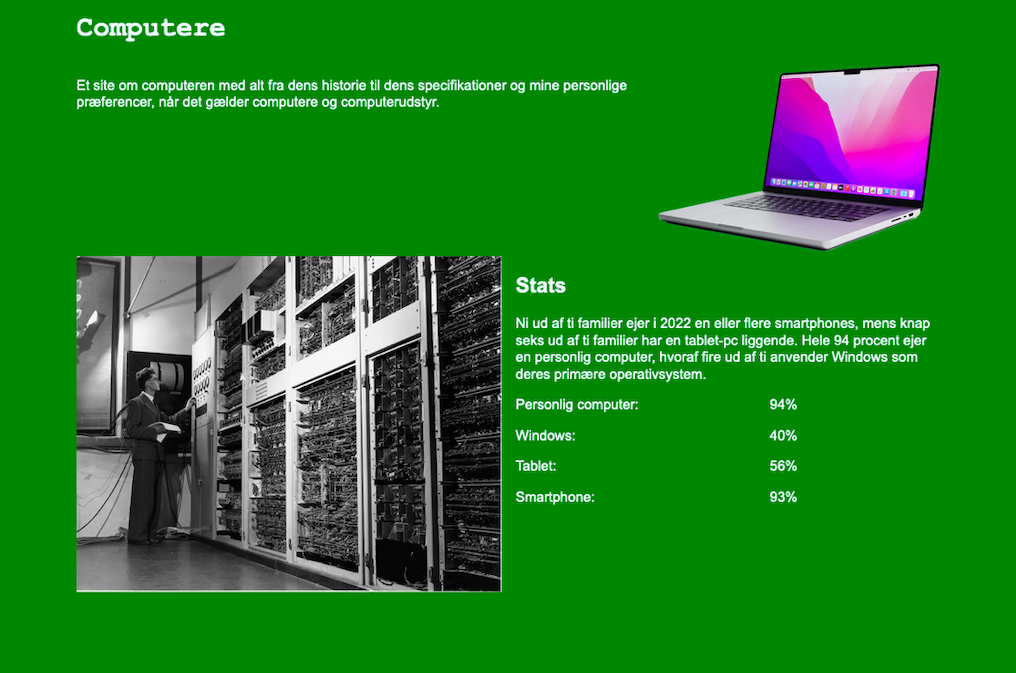 Computere
Et site om computeren med alt fra dens historie til dens specifikationer og mine personlige
præferencer, når det gælder computere og computerudstyr.
Stats
Ni ud af ti familier ejer i 2022 en eller flere smartphones, mens knap
seks ud af ti familier har en tablet-pc liggende. Hele 94 procent ejer
en personlig computer, hvoraf fire ud af ti anvender Windows som
deres primære operativsystem.
Personlig computer: 94%
Windows: 40%
Tablet: 56%
Smartphone: 93%